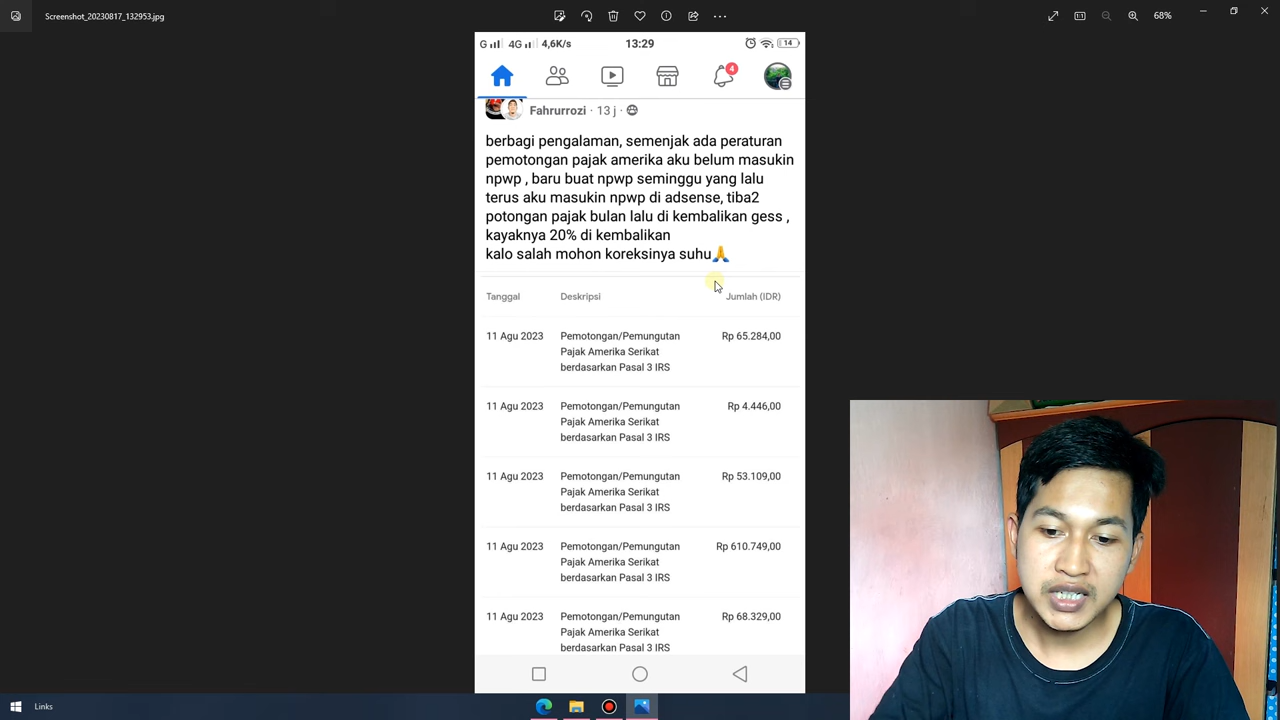 Screenshot_20230817_132953.jpg
68%
G 4G 4,6K/s 13:29 14
4
Fahrurrozi · 13 j ·
berbagi pengalaman, semenjak ada peraturan
pemotongan pajak amerika aku belum masukin
npwp , baru buat npwp seminggu yang lalu
terus aku masukin npwp di adsense, tiba2
potongan pajak bulan lalu di kembalikan gess ,
kayaknya 20% di kembalikan
kalo salah mohon koreksinya suhu🙏
Tanggal Deskripsi Jumlah (IDR)
11 Agu 2023 Pemotongan/Pemungutan Rp 65.284,00
Pajak Amerika Serikat
berdasarkan Pasal 3 IRS
11 Agu 2023 Pemotongan/Pemungutan Rp 4.446,00
Pajak Amerika Serikat
berdasarkan Pasal 3 IRS
11 Agu 2023 Pemotongan/Pemungutan Rp 53.109,00
Pajak Amerika Serikat
berdasarkan Pasal 3 IRS
11 Agu 2023 Pemotongan/Pemungutan Rp 610.749,00
Pajak Amerika Serikat
berdasarkan Pasal 3 IRS
11 Agu 2023 Pemotongan/Pemungutan Rp 68.329,00
Pajak Amerika Serikat
berdasarkan Pasal 3 IRS
Links